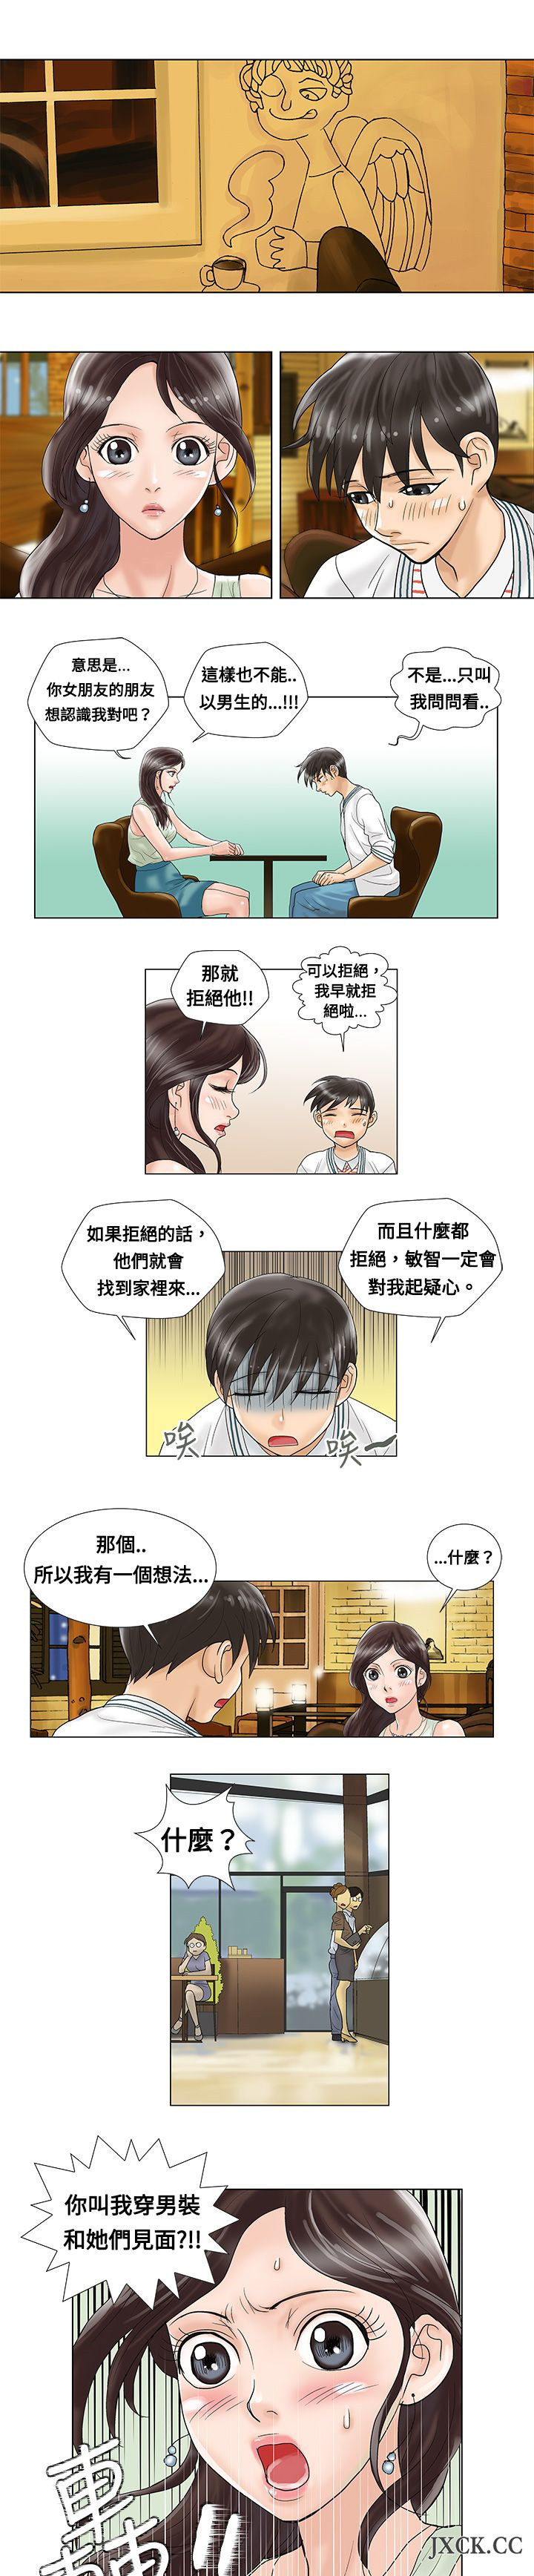 意思是...
你女朋友的朋友
想認識我對吧？
這樣也不能..
以男生的...!!!
不是...只叫
我問問看..
那就
拒絕他!!
可以拒絕，
我早就拒
絕啦...
如果拒絕的話，
他們就會
找到家裡來...
而且什麼都
拒絕，敏智一定會
對我起疑心。
唉
唉一
那個..
所以我有一個想法...
...什麼？
什麼？
你叫我穿男裝
和她們見面?!!
轟
!!
JXCK.CC